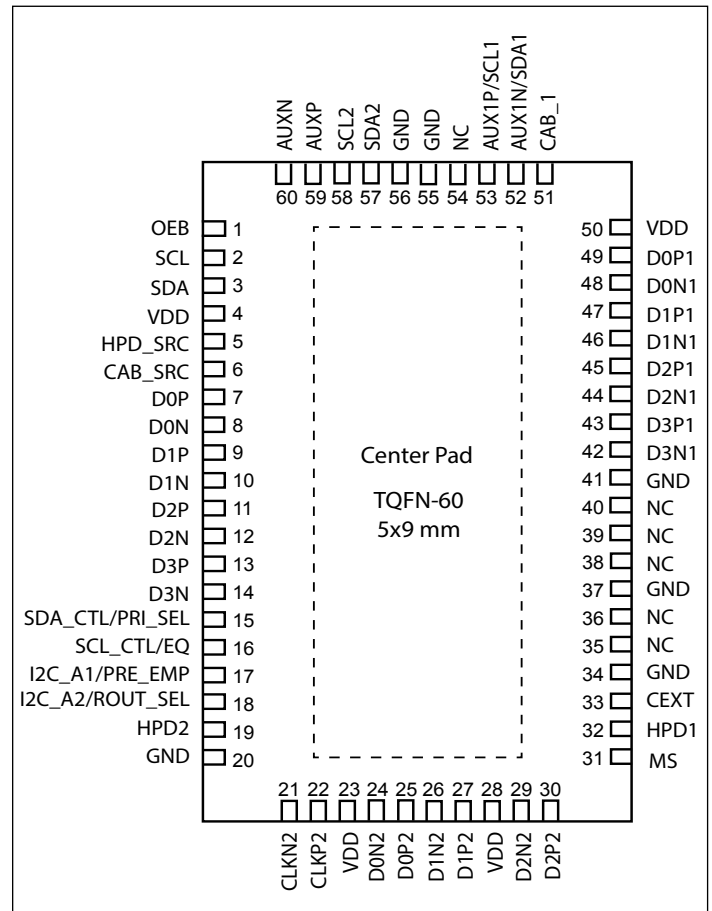 AUXN
AUXP
SCL2
SDA2
GND
GND
NC
AUX1P/SCL1
AUX1N/SDA1
CAB_1
60 59 58 57 56 55 54 53 52 51
OEB 1
SCL 2
SDA 3
VDD 4
HPD_SRC 5
CAB_SRC 6
D0P 7
D0N 8
D1P 9
D1N 10
D2P 11
D2N 12
D3P 13
D3N 14
SDA_CTL/PRI_SEL 15
SCL_CTL/EQ 16
I2C_A1/PRE_EMP 17
I2C_A2/ROUT_SEL 18
HPD2 19
GND 20
Center Pad
TQFN-60
5x9 mm
50 VDD
49 D0P1
48 D0N1
47 D1P1
46 D1N1
45 D2P1
44 D2N1
43 D3P1
42 D3N1
41 GND
40 NC
39 NC
38 NC
37 GND
36 NC
35 NC
34 GND
33 CEXT
32 HPD1
31 MS
21 22 23 24 25 26 27 28 29 30
CLKN2
CLKP2
VDD
D0N2
D0P2
D1N2
D1P2
VDD
D2N2
D2P2